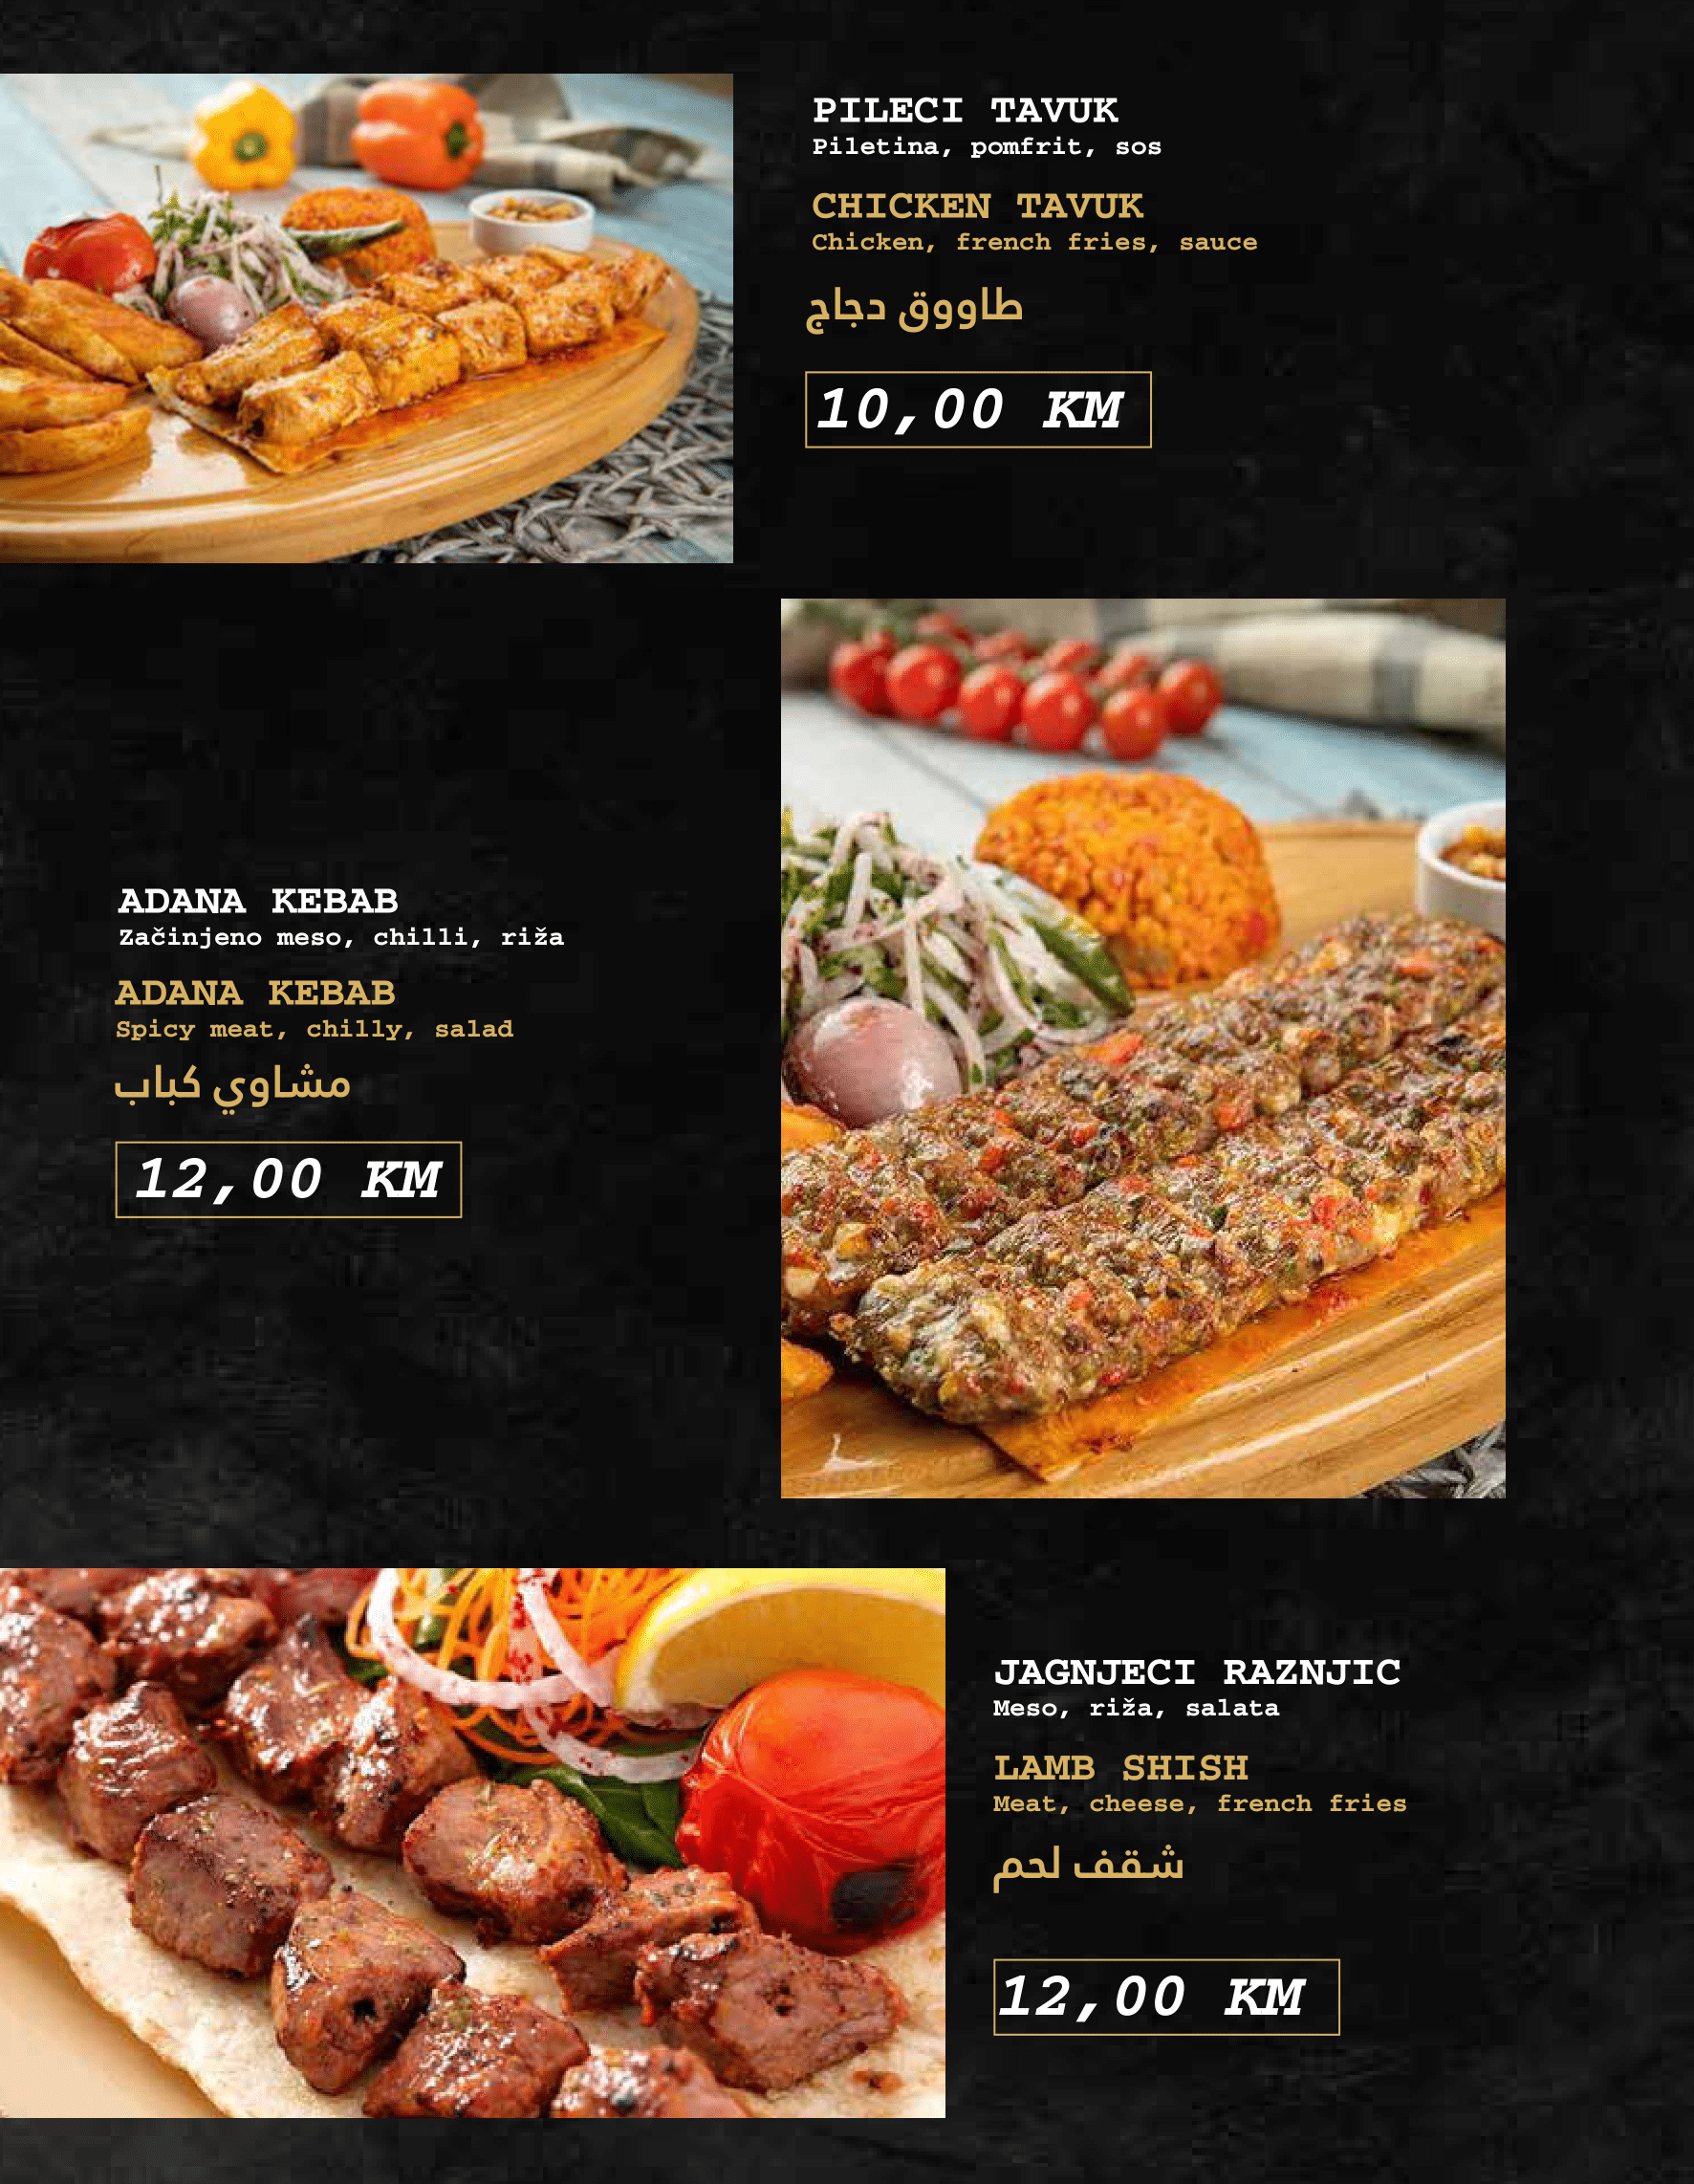 PILECI TAVUK
Piletina, pomfrit, sos
CHICKEN TAVUK
Chicken, french fries, sauce
طاووق دجاج
10,00 KM
ADANA KEBAB
Začinjeno meso, chilli, riža
ADANA KEBAB
Spicy meat, chilly, salad
مشاوي كباب
12,00 KM
JAGNJECI RAZNJIC
Meso, riža, salata
LAMB SHISH
Meat, cheese, french fries
شقف لحم
12,00 KM